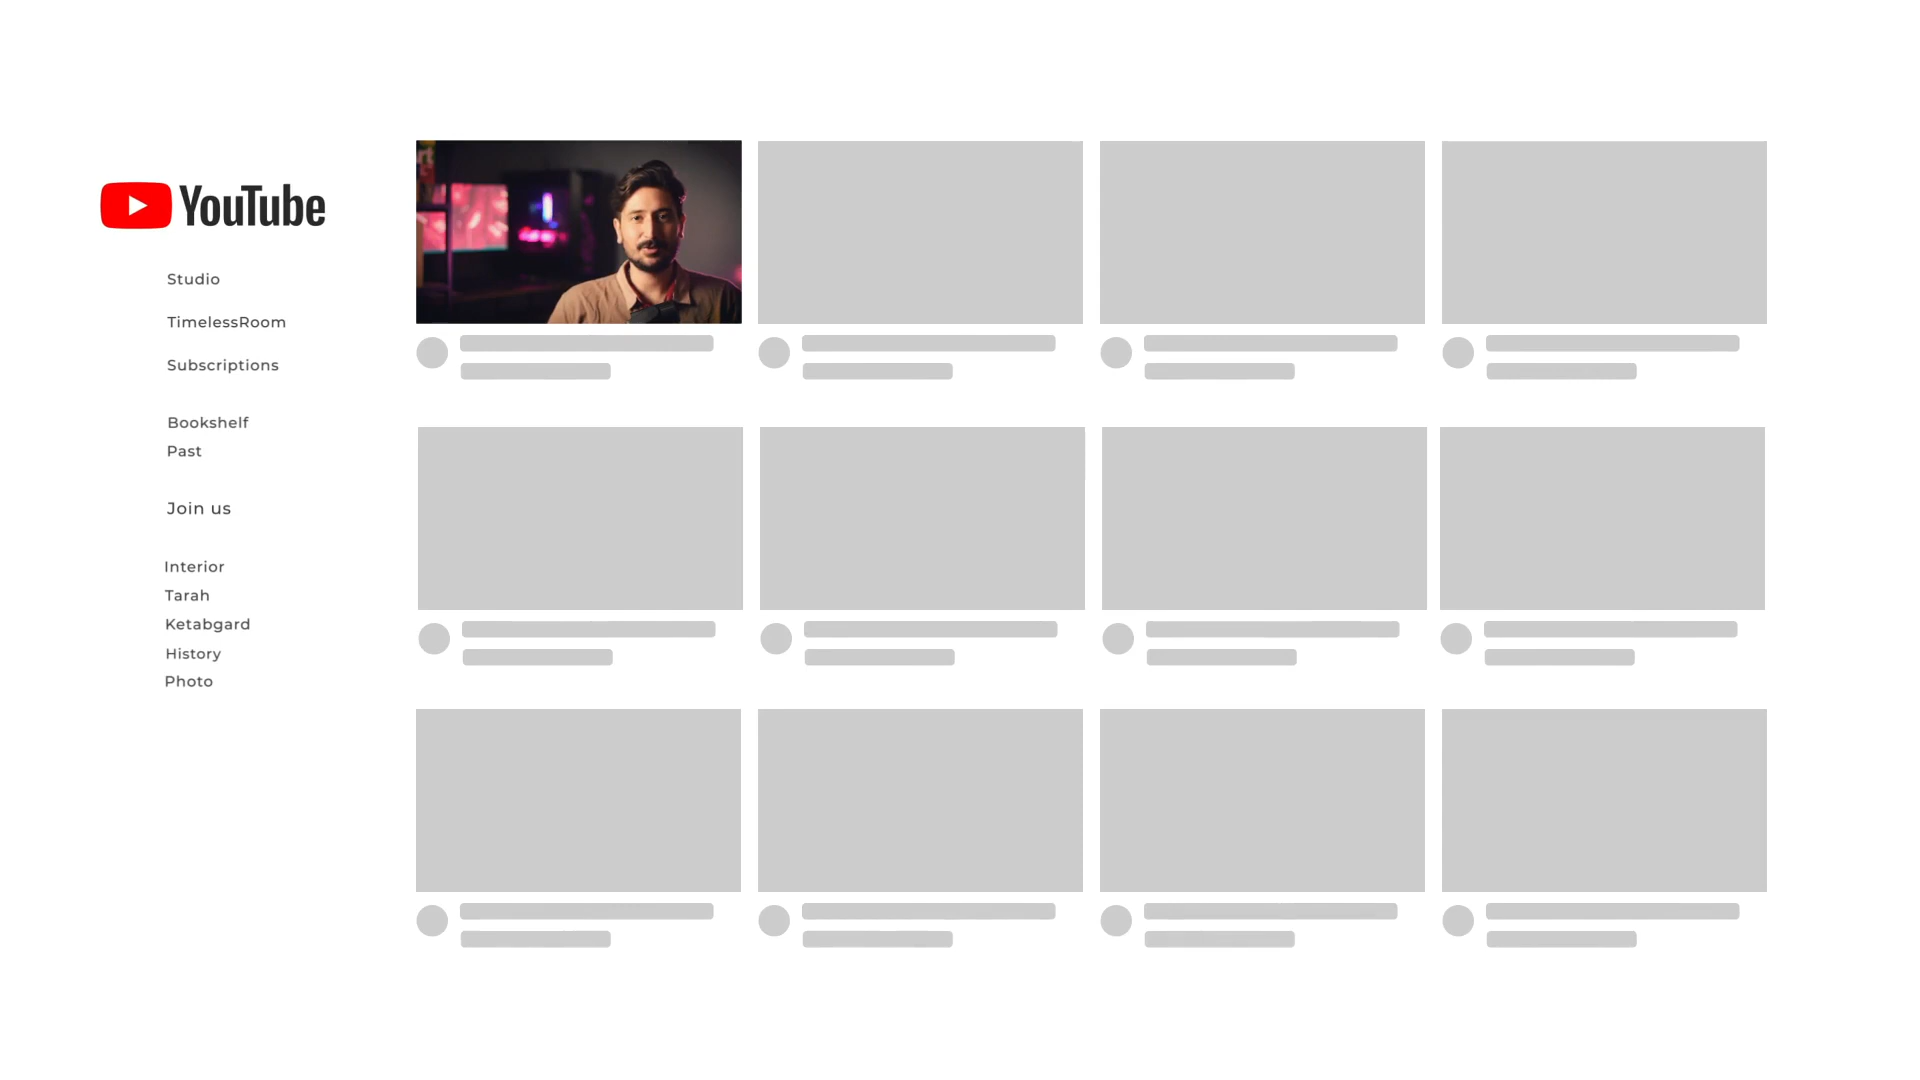 YouTube
Studio
TimelessRoom
Subscriptions
Bookshelf
Past
Join us
Interior
Tarah
Ketabgard
History
Photo